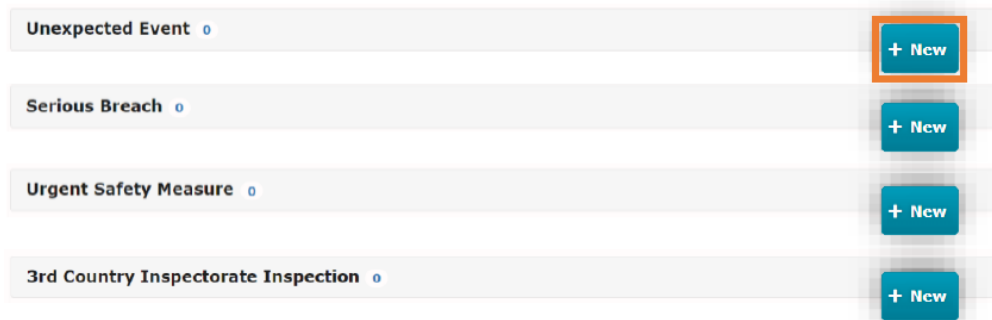 Unexpected Event 0
+ New
Serious Breach 0
+ New
Urgent Safety Measure 0
+ New
3rd Country Inspectorate Inspection 0
+ New